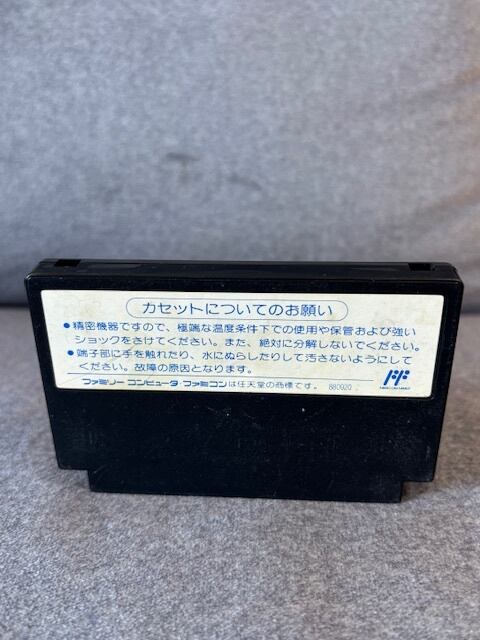 カセットについてのお願い
●精密機器ですので、極端な温度条件下での使用や保管および強い
ショックをさけてください。また、絶対に分解しないでください。
●端子部に手を触れたり、水にぬらしたりして汚さないようにして
ください。故障の原因となります。
ファミリー コンピュータ・ファミコンは任天堂の商標です。 880920